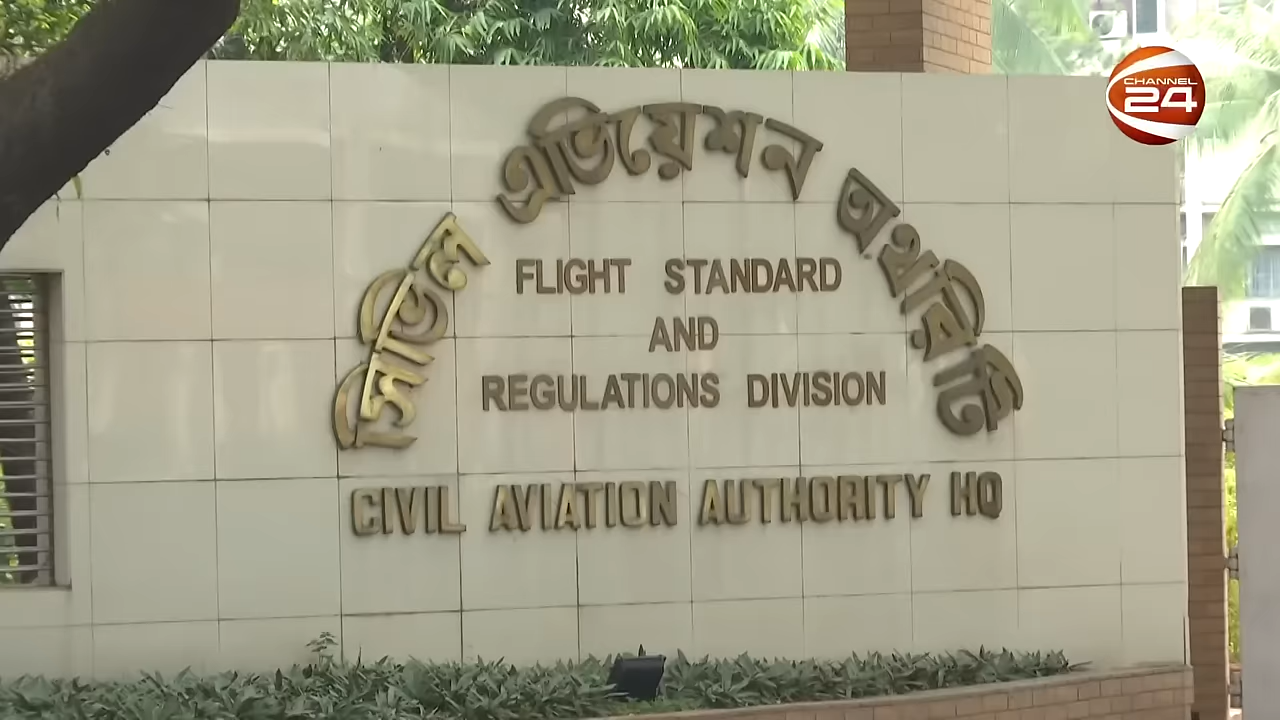 সিভিল এভিয়েশন অথরিটি
FLIGHT STANDARD
AND
REGULATIONS DIVISION
CIVIL AVIATION AUTHORITY HQ
CHANNEL
24